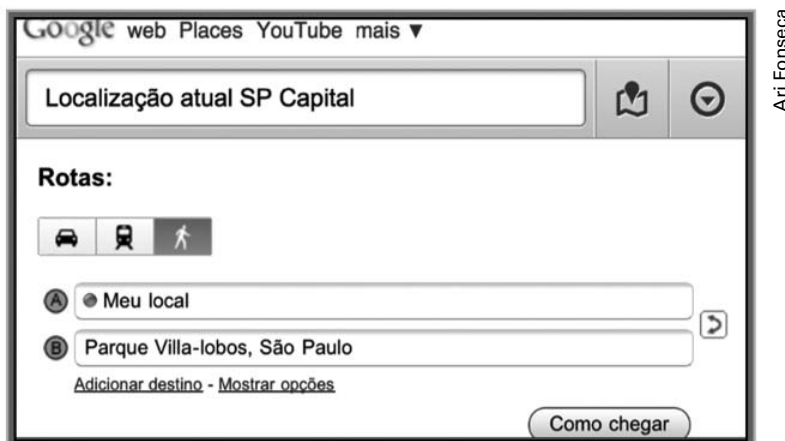 Google web Places YouTube mais ▼
Localização atual SP Capital
Rotas:
A Meu local
B Parque Villa-lobos, São Paulo
Adicionar destino - Mostrar opções
Como chegar
Ari Fonseca